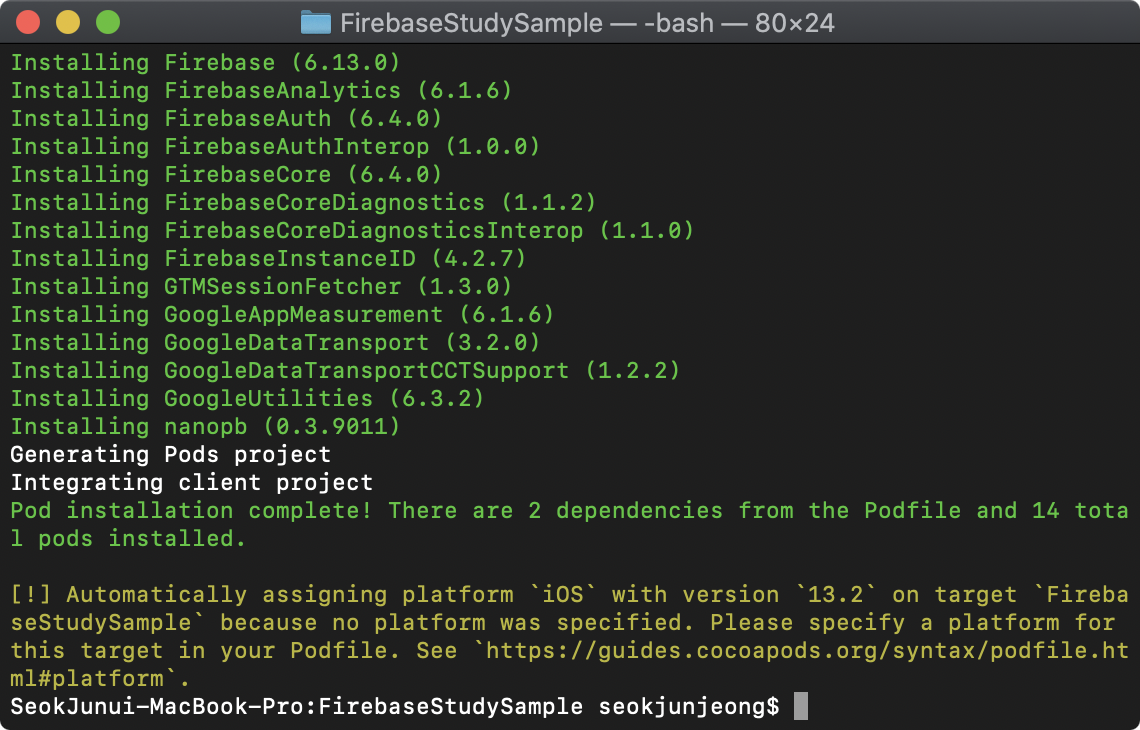 FirebaseStudySample — -bash — 80×24
Installing Firebase (6.13.0)
Installing FirebaseAnalytics (6.1.6)
Installing FirebaseAuth (6.4.0)
Installing FirebaseAuthInterop (1.0.0)
Installing FirebaseCore (6.4.0)
Installing FirebaseCoreDiagnostics (1.1.2)
Installing FirebaseCoreDiagnosticsInterop (1.1.0)
Installing FirebaseInstanceID (4.2.7)
Installing GTMSessionFetcher (1.3.0)
Installing GoogleAppMeasurement (6.1.6)
Installing GoogleDataTransport (3.2.0)
Installing GoogleDataTransportCCTSupport (1.2.2)
Installing GoogleUtilities (6.3.2)
Installing nanopb (0.3.9011)
Generating Pods project
Integrating client project
Pod installation complete! There are 2 dependencies from the Podfile and 14 tota
l pods installed.
[!] Automatically assigning platform `iOS` with version `13.2` on target `Fireba
seStudySample` because no platform was specified. Please specify a platform for
this target in your Podfile. See `https://guides.cocoapods.org/syntax/podfile.ht
ml#platform`.
SeokJunui-MacBook-Pro:FirebaseStudySample seokjunjeong$